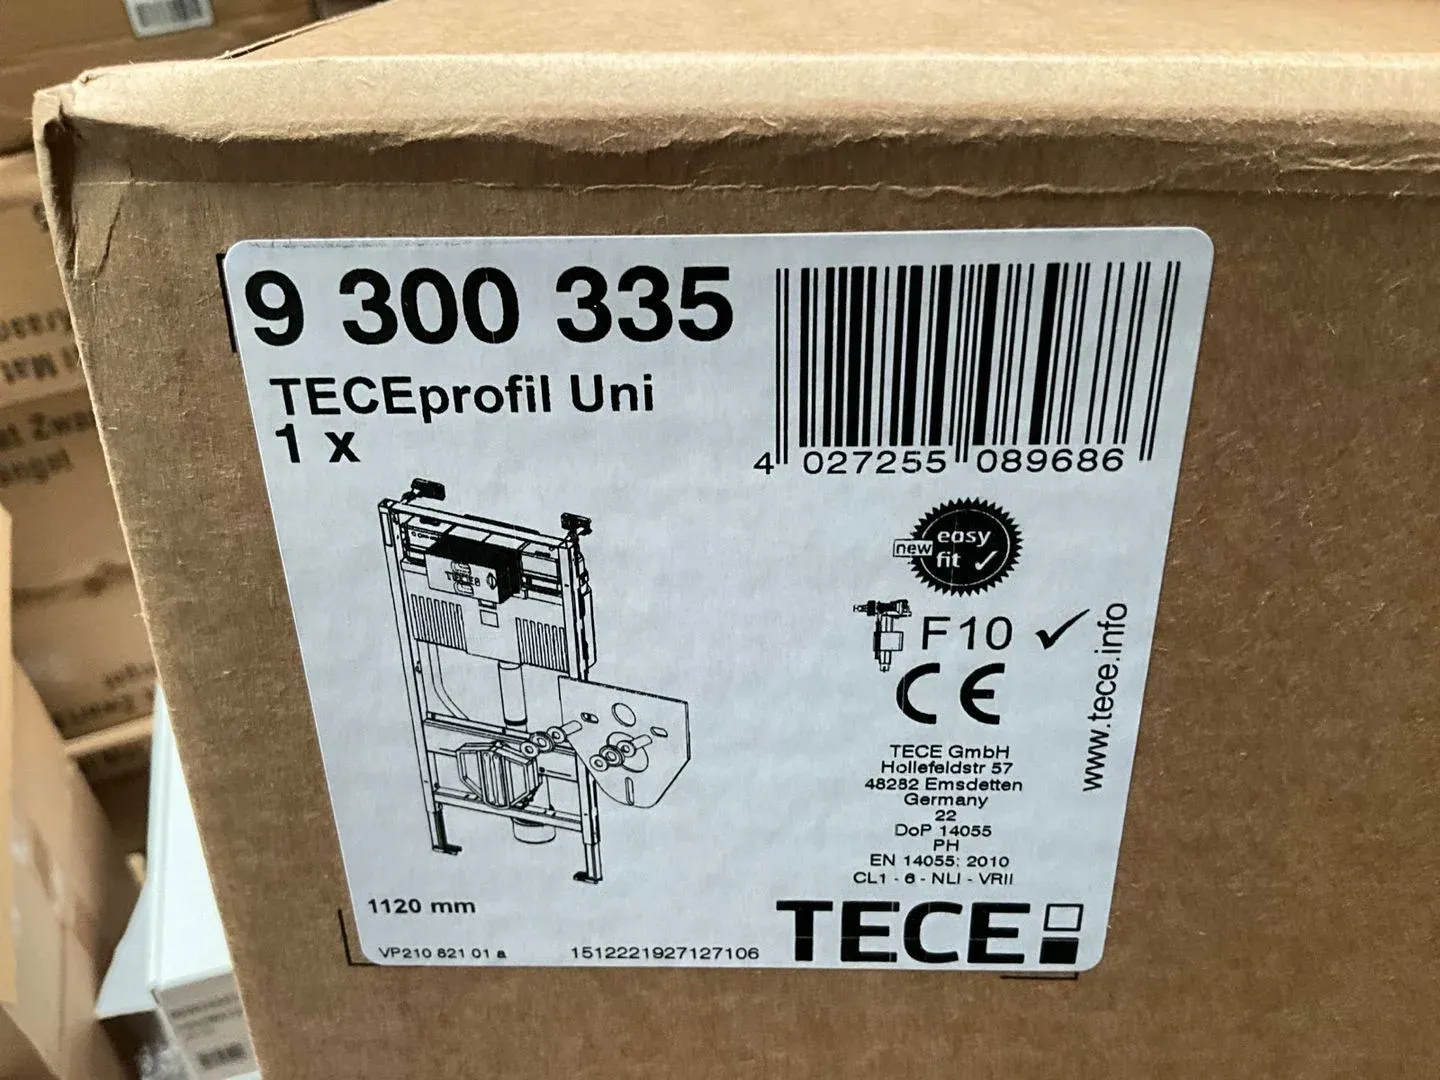 9 300 335
TECEprofil Uni
1 x
4 027255 089686
new easy
fit
F10
CE
www.tece.info
TECE GmbH
Hollefeldstr 57
48282 Emsdetten
Germany
22
DoP 14055
PH
EN 14055: 2010
CL1 - 6 - NLI - VRII
1120 mm
VP210 821 01 a
1512221927127106
TECE